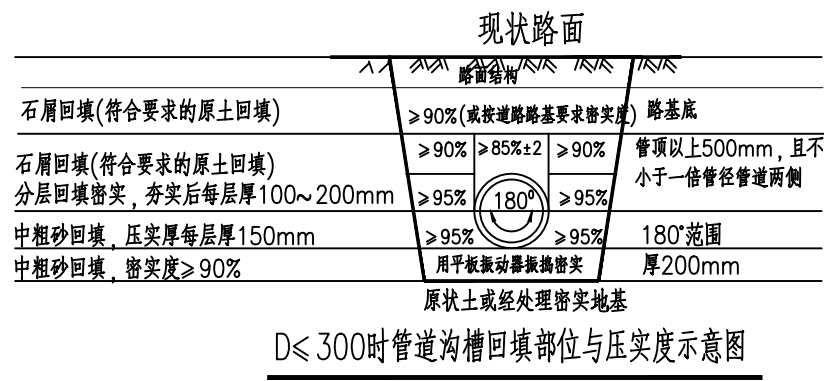 现状路面
路面结构
石屑回填(符合要求的原土回填)
≥90%(或按道路路基要求密实度)
路基底
≥90%
≥85%±2
≥90%
管顶以上500mm，且不
小于一倍管径管道两侧
石屑回填(符合要求的原土回填)
分层回填密实，夯实后每层厚100~200mm
≥95%
180°
≥95%
中粗砂回填，压实厚每层厚150mm
≥95%
≥95%
180°范围
中粗砂回填，密实度≥90%
用平板振动器振捣密实
厚200mm
原状土或经处理密实地基
D≤300时管道沟槽回填部位与压实度示意图